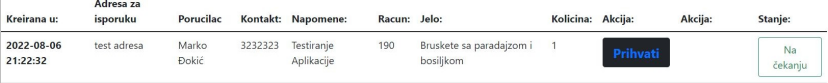 Kreirana u: Adresa za isporuku Porucilac Kontakt: Napomene: Racun: Jelo: Kolicina: Akcija: Akcija: Stanje:
2022-08-06 test adresa Marko 3232323 Testiranje 190 Bruskete sa paradajzom i 1 Prihvati Na
21:22:32 Đokić Aplikacije bosiljkom čekanju